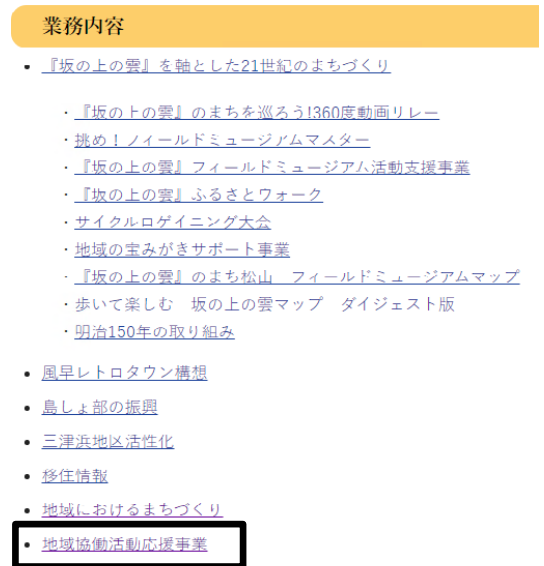 業務内容
『坂の上の雲』を軸とした21世紀のまちづくり
・『坂の上の雲』のまちを巡ろう!360度動画リレー
・挑め!フィールドミュージアムマスター
・『坂の上の雲』フィールドミュージアム活動支援事業
・『坂の上の雲』ふるさとウォーク
・サイクルロゲイニング大会
・地域の宝みがきサポート事業
・『坂の上の雲』のまち松山 フィールドミュージアムマップ
・歩いて楽しむ 坂の上の雲マップ ダイジェスト版
・明治150年の取り組み
風早レトロタウン構想
島しょ部の振興
三津浜地区活性化
移住情報
地域におけるまちづくり
地域協働活動応援事業